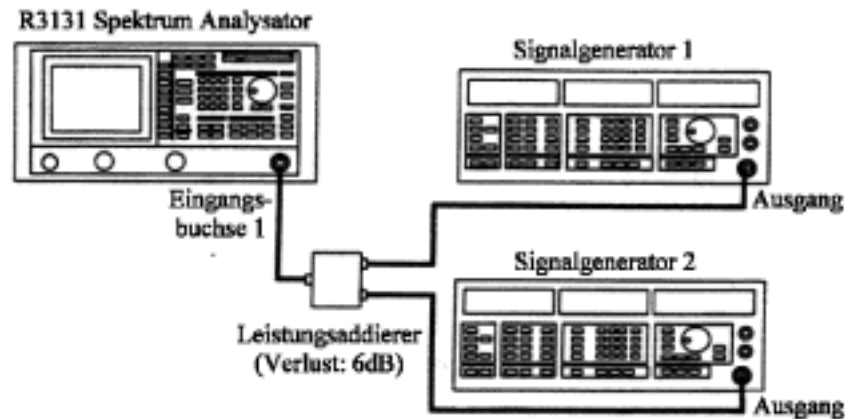 R3131 Spektrum Analysator
Signalgenerator 1
Eingangs-
buchse 1
Ausgang
Signalgenerator 2
Leistungsaddierer
(Verlust: 6dB)
Ausgang